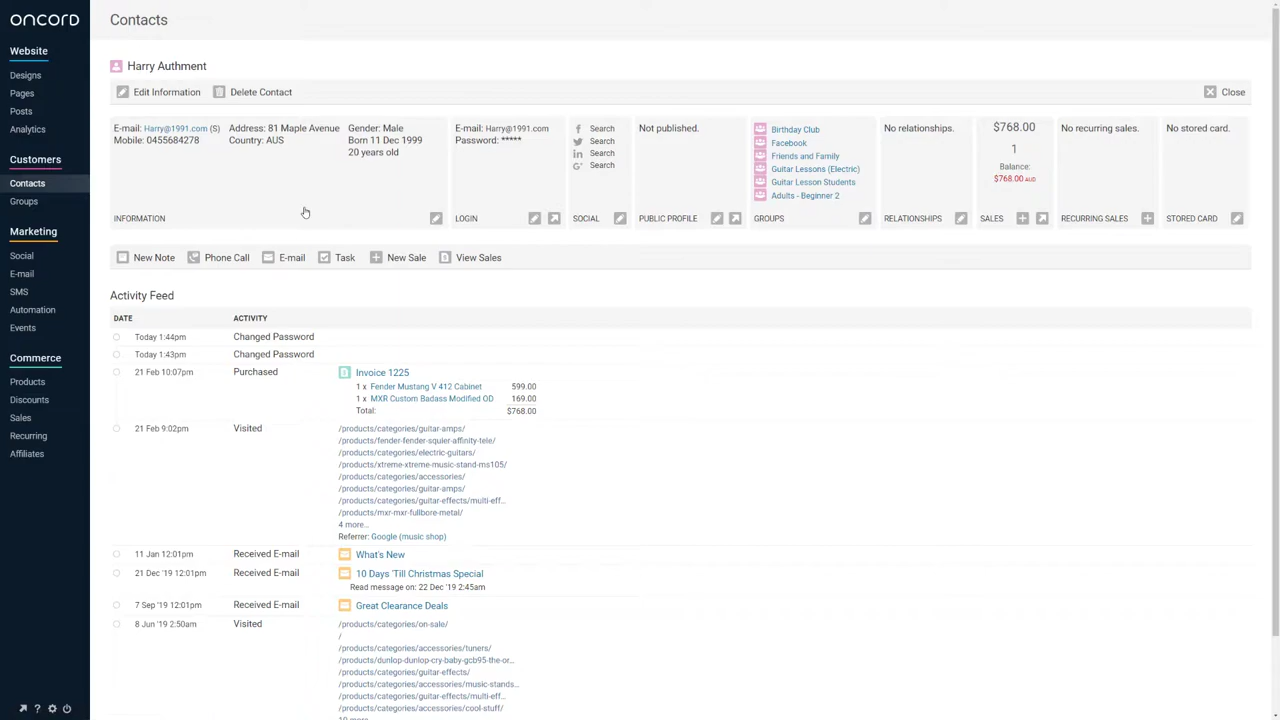 oncord
Contacts
Website
Designs
Pages
Posts
Analytics
Customers
Contacts
Groups
Marketing
Social
E-mail
SMS
Automation
Events
Commerce
Products
Discounts
Sales
Recurring
Affiliates
Harry Authment
Edit Information Delete Contact Close
E-mail: Harry@1991.com (S)
Mobile: 0455684278
Address: 81 Maple Avenue
Country: AUS
Gender: Male
Born 11 Dec 1999
20 years old
INFORMATION
E-mail: Harry@1991.com
Password: *****
LOGIN
Search
Search
Search
Search
SOCIAL
Not published.
PUBLIC PROFILE
Birthday Club
Facebook
Friends and Family
Guitar Lessons (Electric)
Guitar Lesson Students
Adults - Beginner 2
GROUPS
No relationships.
RELATIONSHIPS
$768.00
1
Balance:
$768.00 AUD
SALES
No recurring sales.
RECURRING SALES
No stored card.
STORED CARD
New Note Phone Call E-mail Task New Sale View Sales
Activity Feed
DATE ACTIVITY
Today 1:44pm Changed Password
Today 1:43pm Changed Password
21 Feb 10:07pm Purchased Invoice 1225
1 x Fender Mustang V 412 Cabinet 599.00
1 x MXR Custom Badass Modified OD 169.00
Total: $768.00
21 Feb 9:02pm Visited /products/categories/guitar-amps/
/products/fender-fender-squier-affinity-tele/
/products/categories/electric-guitars/
/products/xtreme-xtreme-music-stand-ms105/
/products/categories/accessories/
/products/categories/guitar-amps/
/products/categories/guitar-effects/multi-eff...
/products/mxr-mxr-fullbore-metal/
4 more...
Referrer: Google (music shop)
11 Jan 12:01pm Received E-mail What's New
21 Dec '19 12:01pm Received E-mail 10 Days 'Till Christmas Special
Read message on: 22 Dec '19 2:45am
7 Sep '19 12:01pm Received E-mail Great Clearance Deals
8 Jun '19 2:50am Visited /products/categories/on-sale/
/
/products/categories/accessories/tuners/
/products/dunlop-dunlop-cry-baby-gcb95-the-or...
/products/categories/guitar-effects/
/products/categories/accessories/music-stands...
/products/categories/guitar-effects/multi-eff...
/products/categories/accessories/cool-stuff/
10 more...